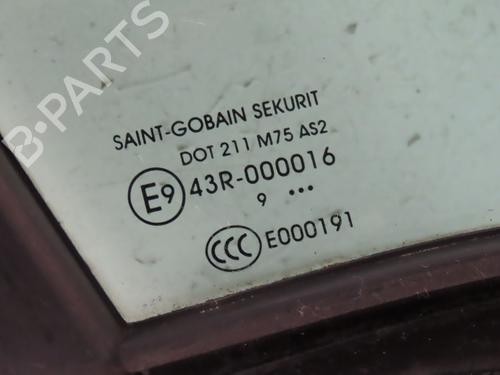 B-PARTS
SAINT-GOBAIN SEKURIT
DOT 211 M75 AS2
E9 43R-000016
9 ...
CCC E000191